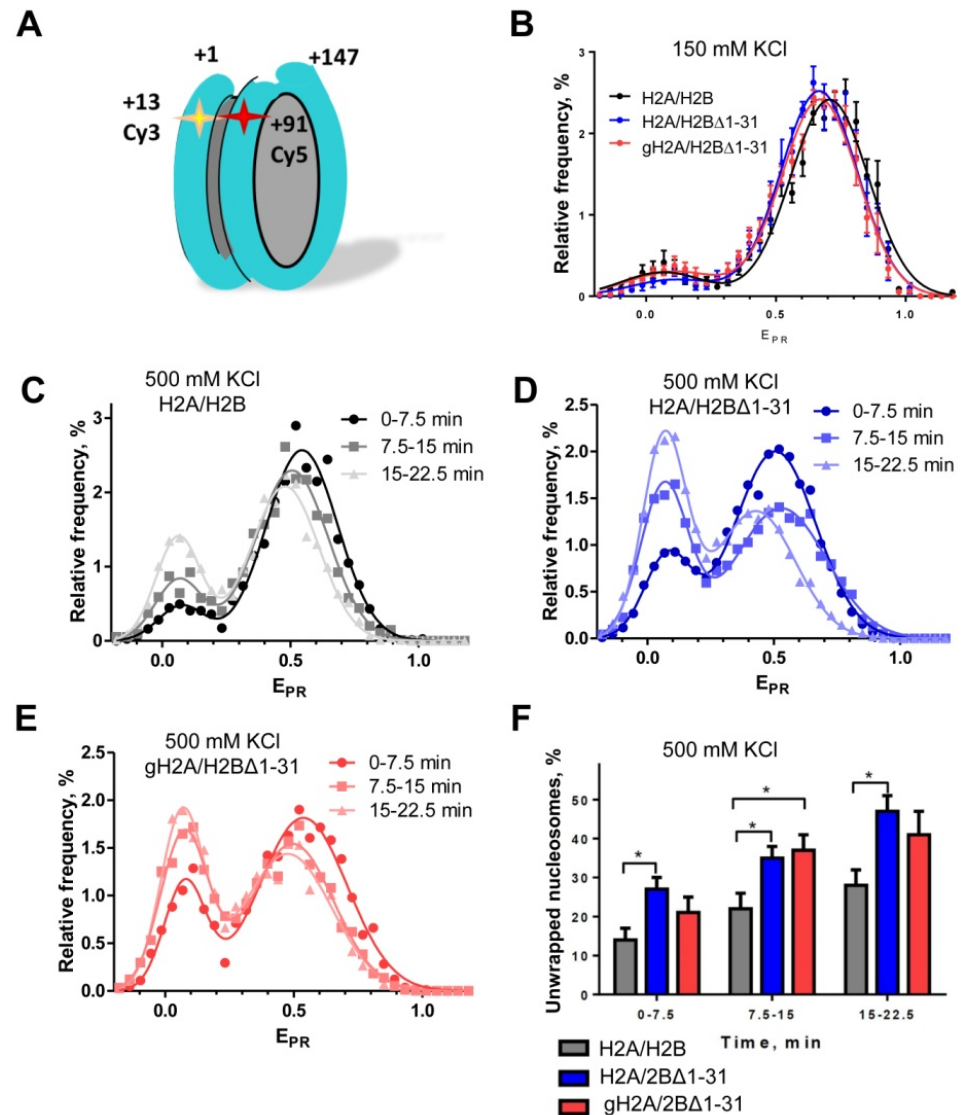 A
+1
+147
+13
Cy3
+91
Cy5
B
150 mM KCl
Relative frequency, %
3
2
1
0
H2A/H2B
H2A/H2BΔ1-31
gH2A/H2BΔ1-31
0.0
0.5
1.0
E PR
C
500 mM KCl
H2A/H2B
Relative frequency, %
3
2
1
0
0-7.5 min
7.5-15 min
15-22.5 min
0.0
0.5
1.0
EPR
D
500 mM KCl
H2A/H2BΔ1-31
Relative frequency, %
2.5
2.0
1.5
1.0
0.5
0.0
0-7.5 min
7.5-15 min
15-22.5 min
0.0
0.5
1.0
EPR
E
500 mM KCl
gH2A/H2BΔ1-31
Relative frequency, %
2.5
2.0
1.5
1.0
0.5
0.0
0-7.5 min
7.5-15 min
15-22.5 min
0.0
0.5
1.0
EPR
F
500 mM KCl
Unwrapped nucleosomes, %
50
40
30
20
10
0
*
*
*
*
0-7.5
7.5-15
15-22.5
Time, min
H2A/H2B
H2A/2BΔ1-31
gH2A/2BΔ1-31